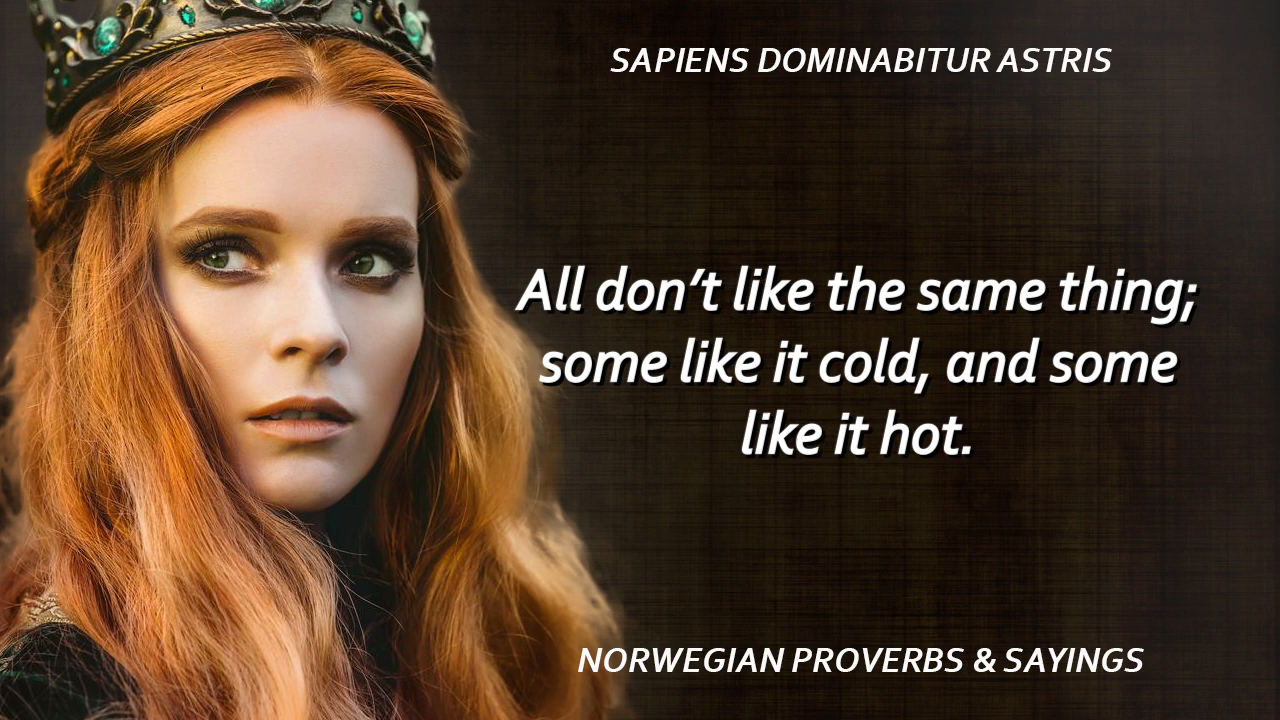 SAPIENS DOMINABITUR ASTRIS
All don't like the same thing;
some like it cold, and some
like it hot.
NORWEGIAN PROVERBS & SAYINGS